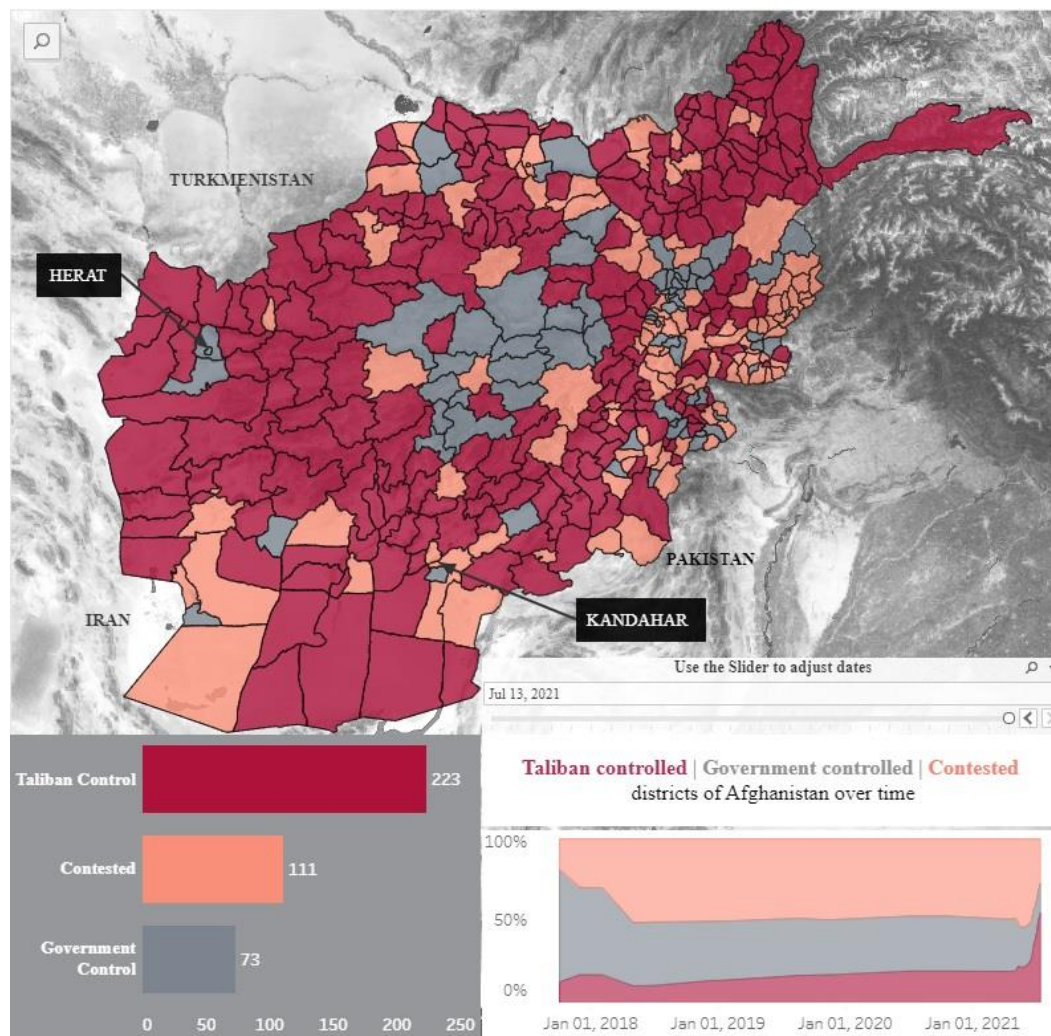 TURKMENISTAN
HERAT
PAKISTAN
IRAN
KANDAHAR
Use the Slider to adjust dates
Jul 13, 2021
Taliban Control
223
Contested
111
Government
Control
73
0
50
100
150
200
250
Taliban controlled | Government controlled | Contested
districts of Afghanistan over time
100%
50%
0%
Jan 01, 2018
Jan 01, 2019
Jan 01, 2020
Jan 01, 2021